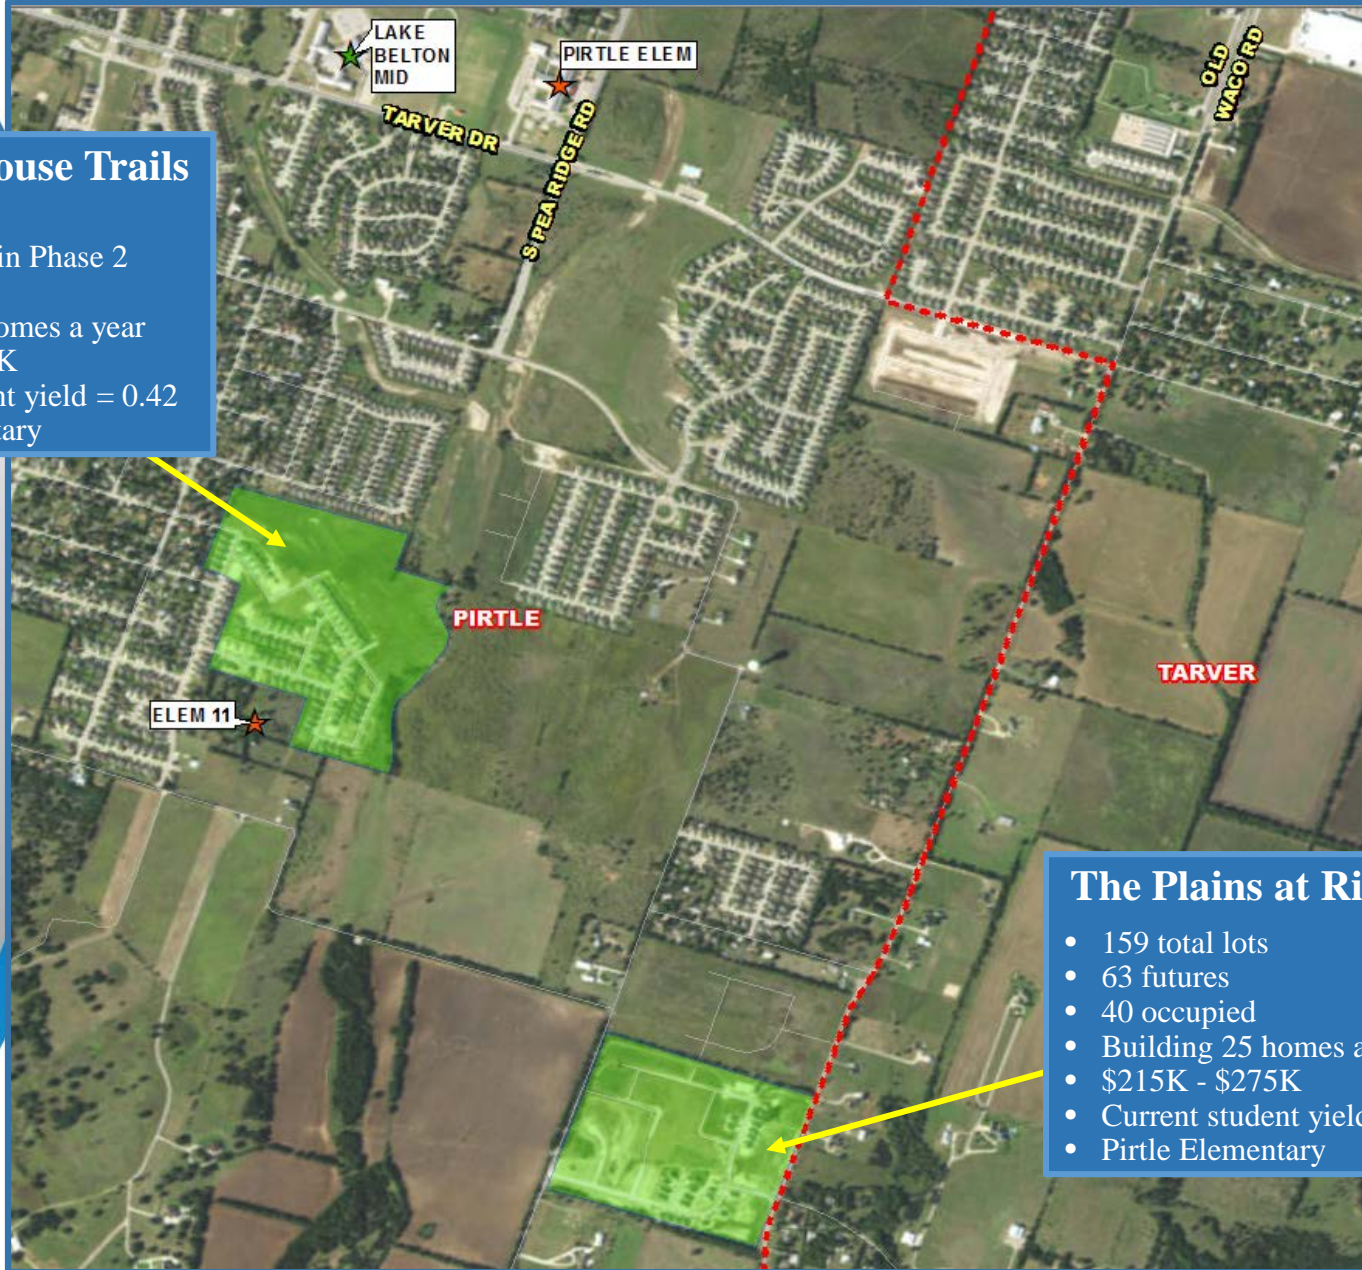 LAKE
BELTON
MID
PIRTLE ELEM
OLD
WACO RD
TARVER DR
S PEA RIDGE RD
ouse Trails
in Phase 2
omes a year
K
nt yield = 0.42
tary
PIRTLE
TARVER
ELEM 11
The Plains at Ri
• 159 total lots
• 63 futures
• 40 occupied
• Building 25 homes a
• $215K - $275K
• Current student yield
• Pirtle Elementary